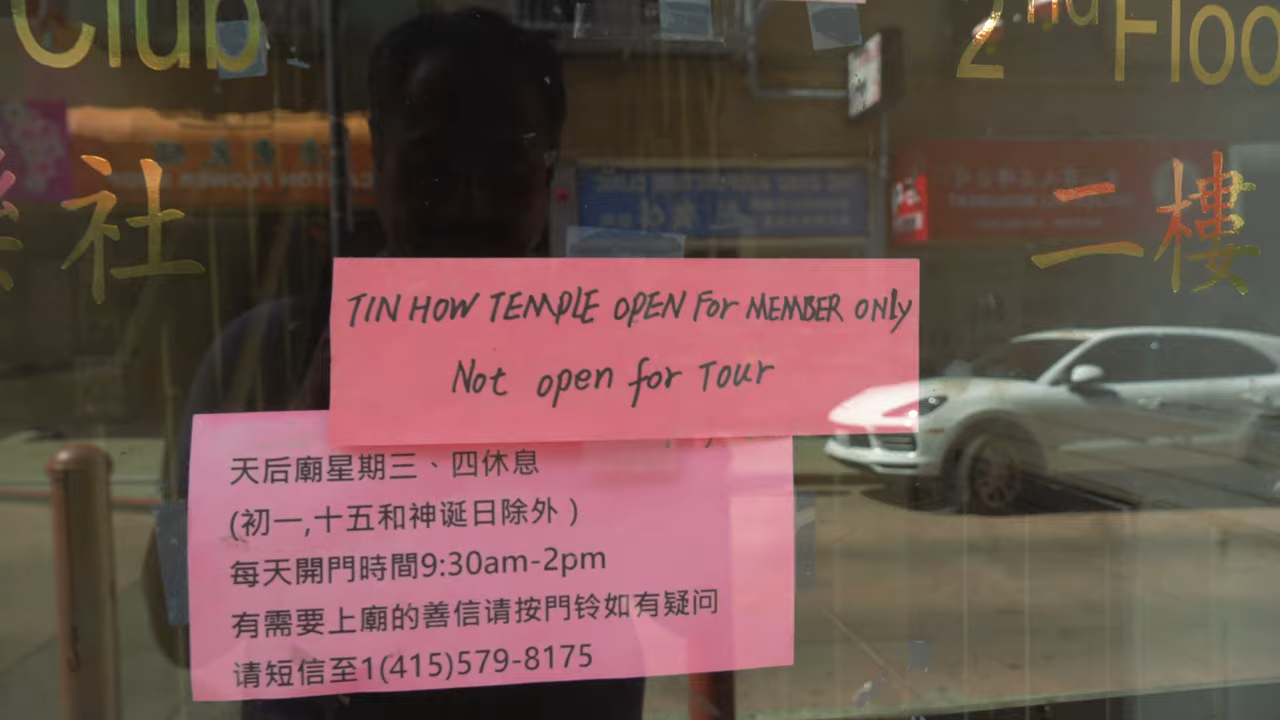 Club
2nd Floo
社
二樓
TIN HOW TEMPLE OPEN For MEMBER ONly
Not open for Tour
天后廟星期三、四休息
(初一,十五和神诞日除外)
每天開門時間9:30am-2pm
有需要上廟的善信请按門铃如有疑问
请短信至1(415)579-8175